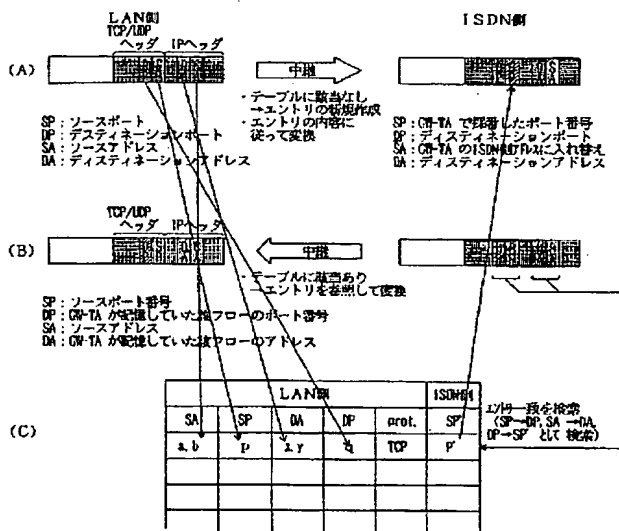 LAN側
ISDN側
TCP/UDP
ヘッダ IPヘッダ
(A)
中継
・テーブルに該当なし
→エントリの新規作成
・エントリの内容に
従って変換
SP：ソースポート
DP：デスティネーションポート
SA：ソースアドレス
DA：ディスティネーションアドレス
SP：GW-TA で採番したポート番号
DP：ディスティネーションポート
SA：GW-TA のISDN側アドレスに入れ替え
DA：ディスティネーションアドレス
TCP/UDP
ヘッダ IPヘッダ
(B)
中継
・テーブルに該当あり
→エントリを参照して変換
SP：ソースポート番号
DP：GW-TA が記憶していた該フローのポート番号
SA：ソースアドレス
DA：GW-TA が記憶していた該フローのアドレス
(C)
LAN側 ISDN側
SA SP DA DP prot. SP'
a. b p x. y q TCP p'
エントリ一致を検索
(SP→DP, SA→DA,
DP→SP' として 検索)